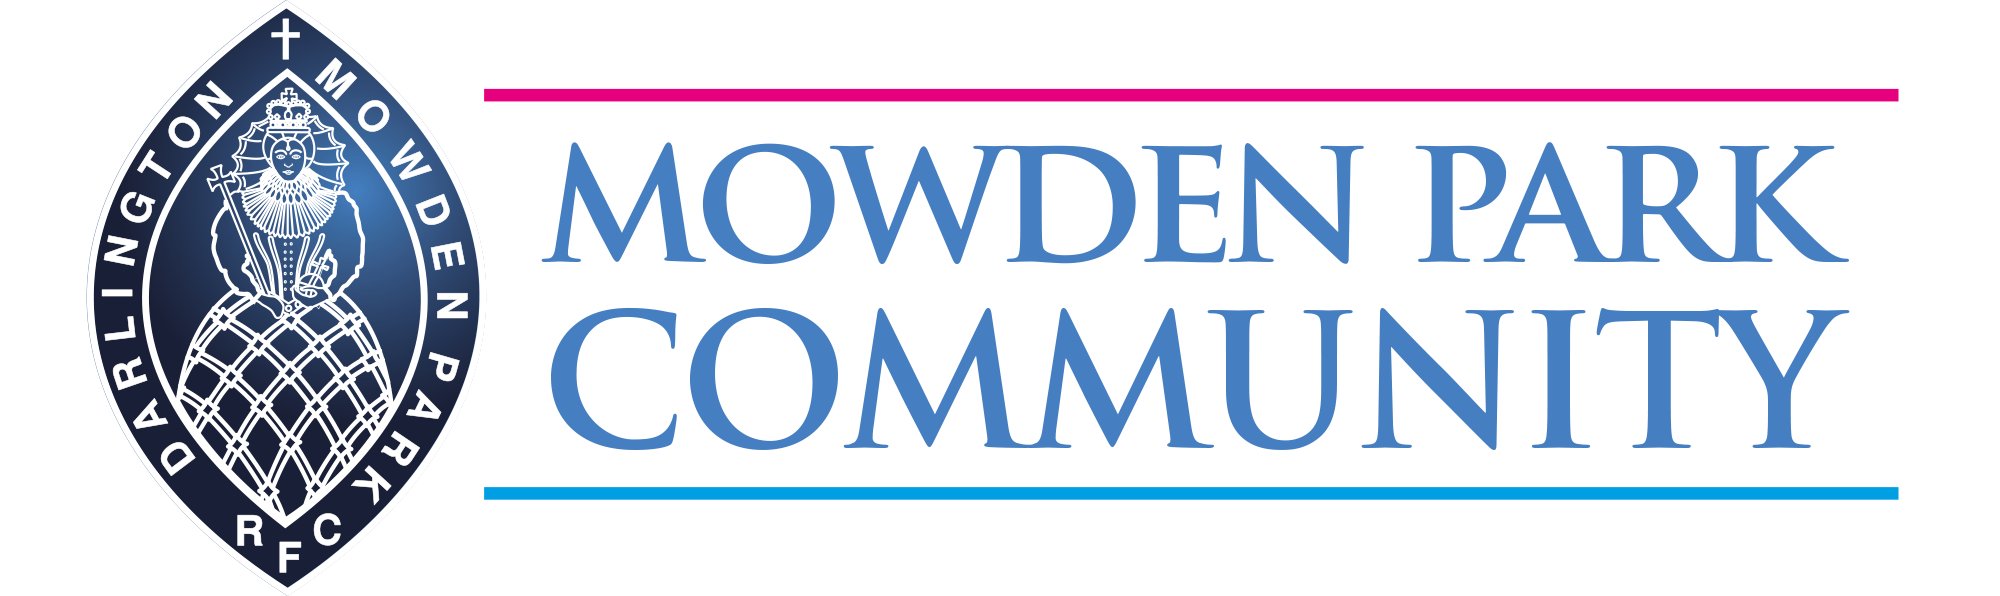 DARLINGTON MOWDEN PARK
RFC
MOWDEN PARK
COMMUNITY